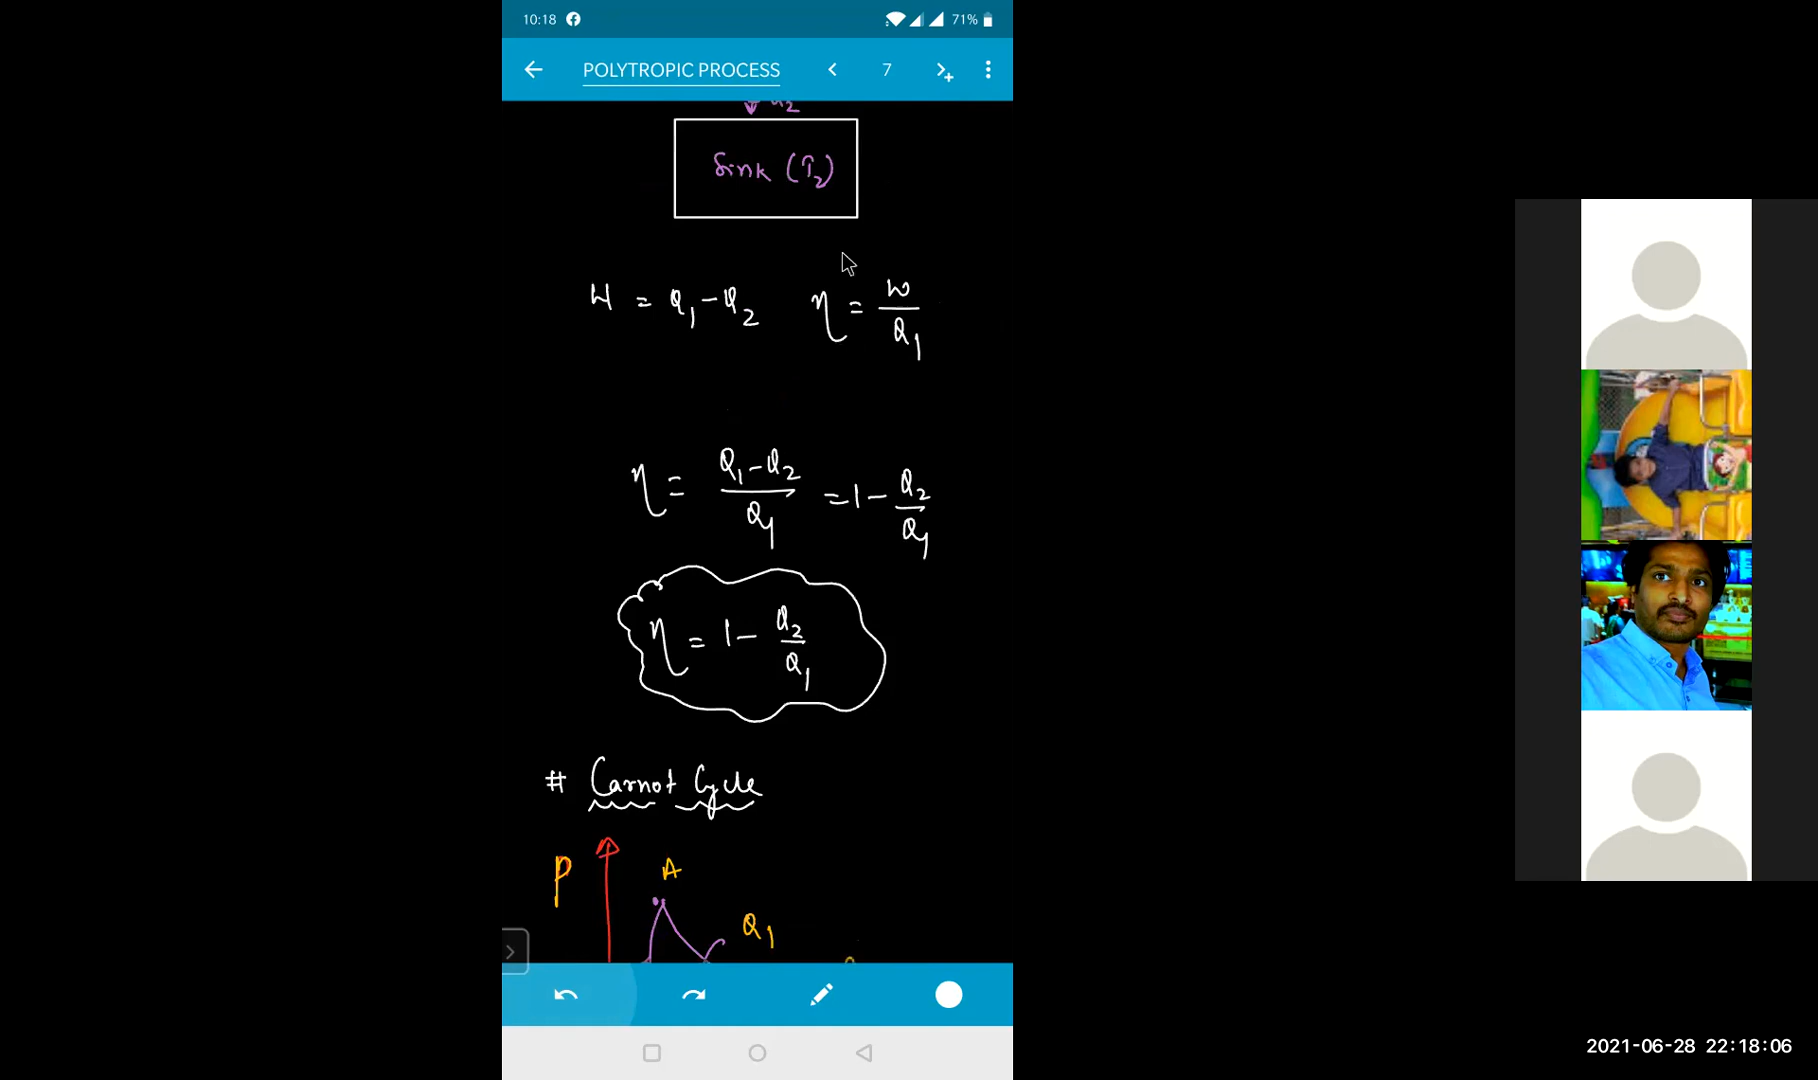 10:18 71%
POLYTROPIC PROCESS 7
Sink (T2)
W = Q1-Q2 η = W/Q1
η = Q1-Q2/Q1 = 1 - Q2/Q1
η = 1 - Q2/Q1
# Carnot Cycle
P A
Q1
2021-06-28 22:18:06